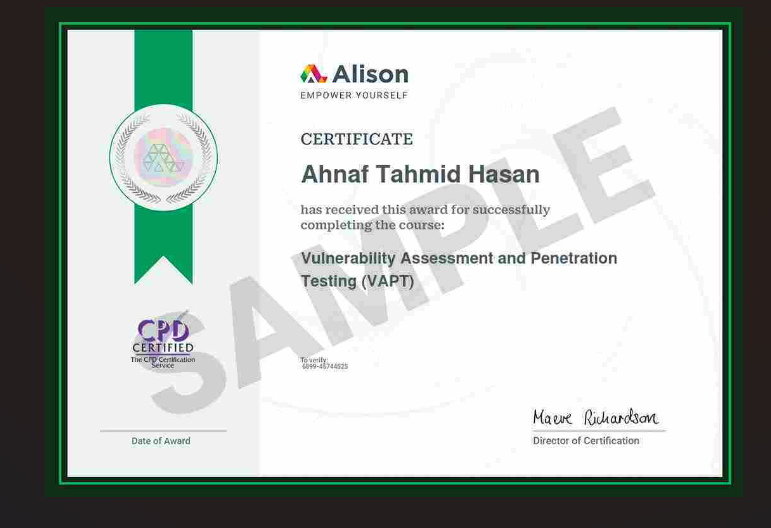 Alison
EMPOWER YOURSELF
CERTIFICATE
Ahnaf Tahmid Hasan
has received this award for successfully
completing the course:
Vulnerability Assessment and Penetration
Testing (VAPT)
SAMPLE
CPD
CERTIFIED
The CPD Certification
Service
To verify:
6899-45744525
Maeve Richardson
Date of Award
Director of Certification